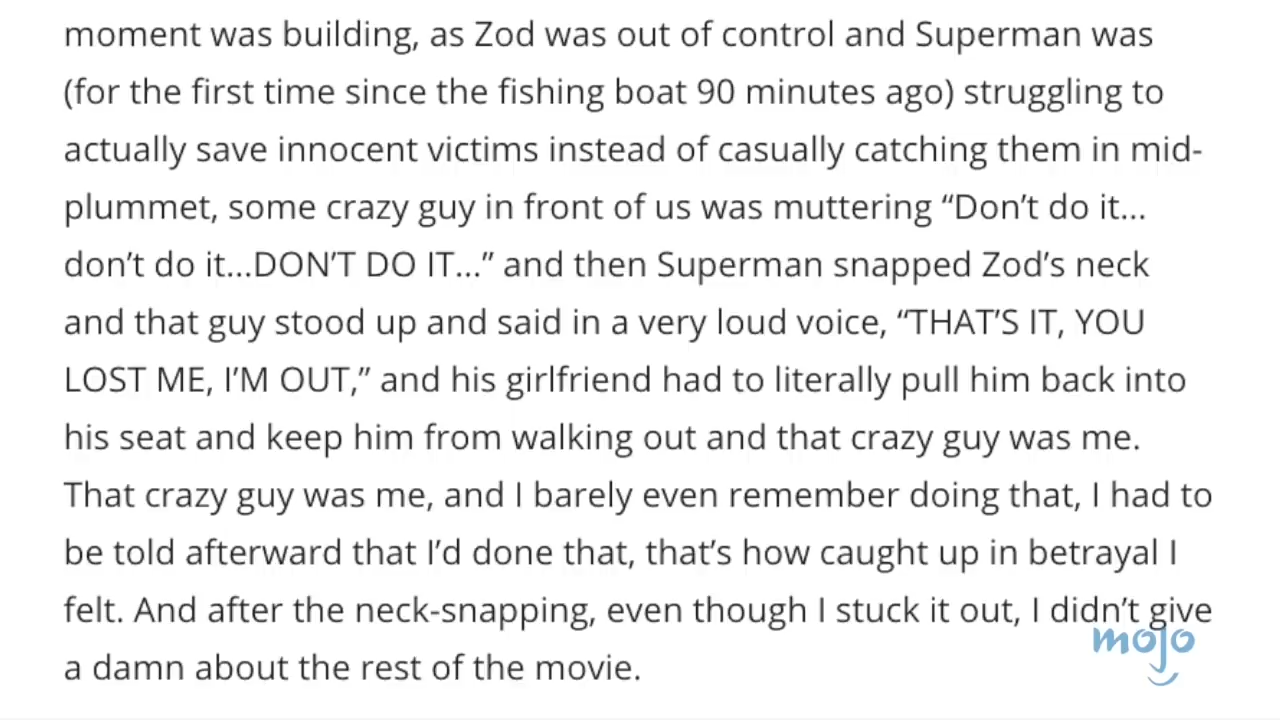 moment was building, as Zod was out of control and Superman was
(for the first time since the fishing boat 90 minutes ago) struggling to
actually save innocent victims instead of casually catching them in mid-
plummet, some crazy guy in front of us was muttering “Don’t do it…
don’t do it…DON’T DO IT…” and then Superman snapped Zod’s neck
and that guy stood up and said in a very loud voice, “THAT’S IT, YOU
LOST ME, I’M OUT,” and his girlfriend had to literally pull him back into
his seat and keep him from walking out and that crazy guy was me.
That crazy guy was me, and I barely even remember doing that, I had to
be told afterward that I’d done that, that’s how caught up in betrayal I
felt. And after the neck-snapping, even though I stuck it out, I didn’t give
a damn about the rest of the movie.
mojo